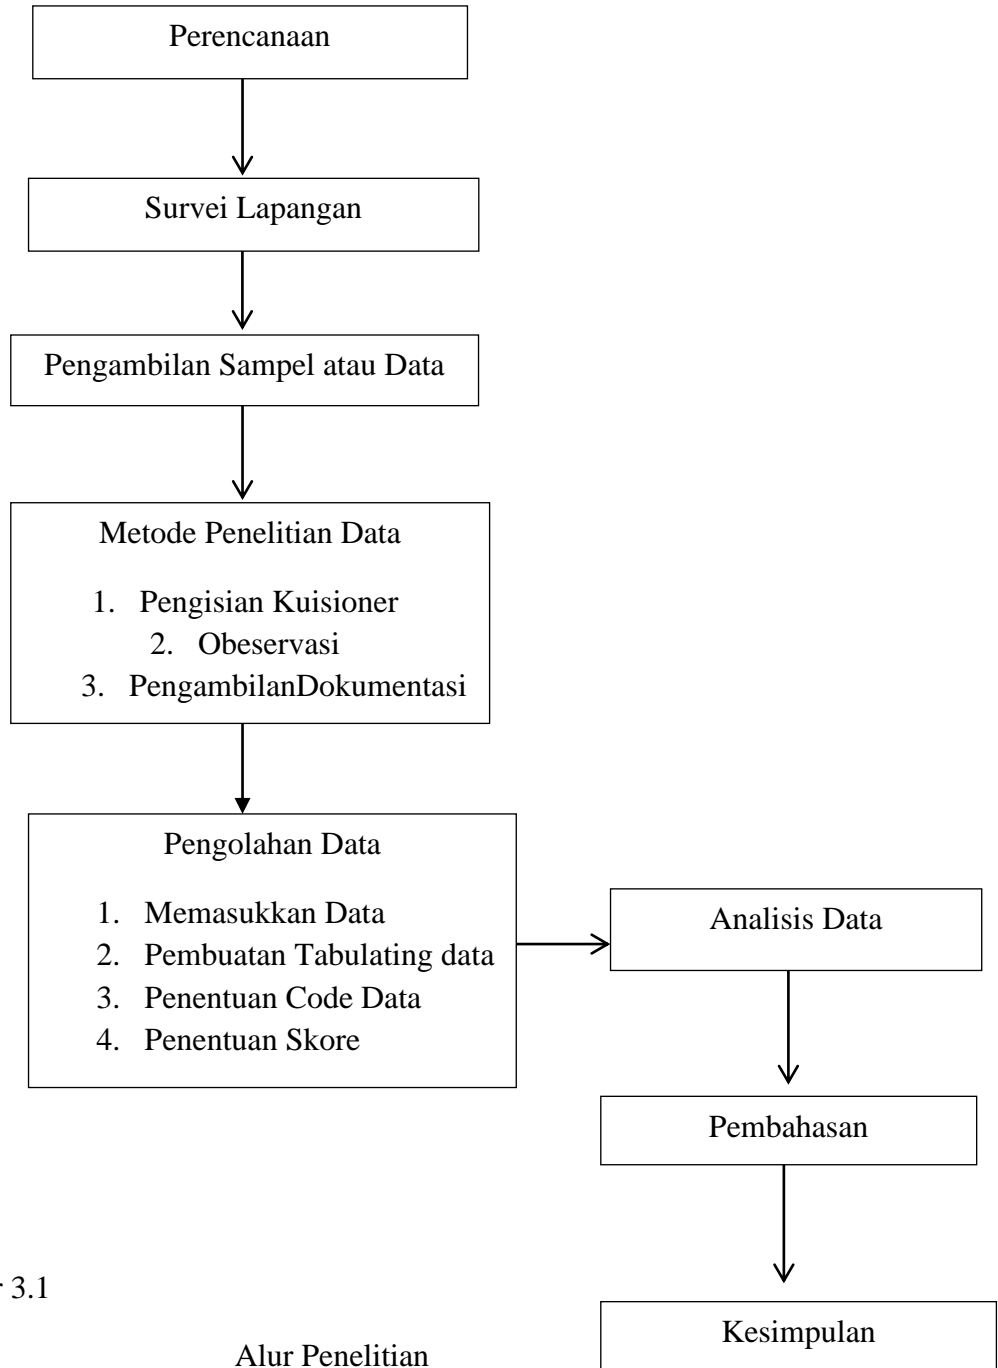 Perencanaan
Survei Lapangan
Pengambilan Sampel atau Data
Metode Penelitian Data
1. Pengisian Kuisioner
2. Obeservasi
3. PengambilanDokumentasi
Pengolahan Data
1. Memasukkan Data
2. Pembuatan Tabulating data
3. Penentuan Code Data
4. Penentuan Skore
Analisis Data
Pembahasan
Kesimpulan
3.1
Alur Penelitian